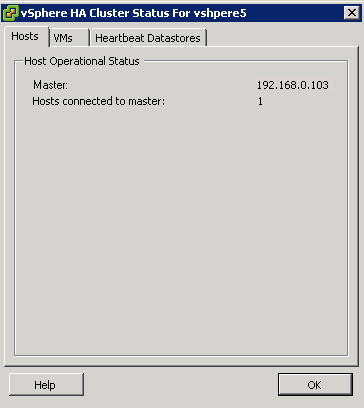 vSphere HA Cluster Status For vshpere5
Hosts VMs Heartbeat Datastores
Host Operational Status
Master: 192.168.0.103
Hosts connected to master: 1
Help OK